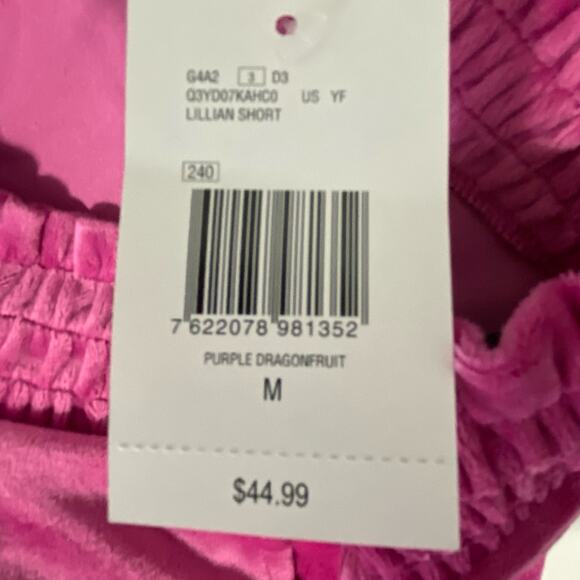 G4A2 3 D3
Q3YD07KAHC0 US YF
LILLIAN SHORT
240
7 622078 981352
PURPLE DRAGONFRUIT
M
$44.99